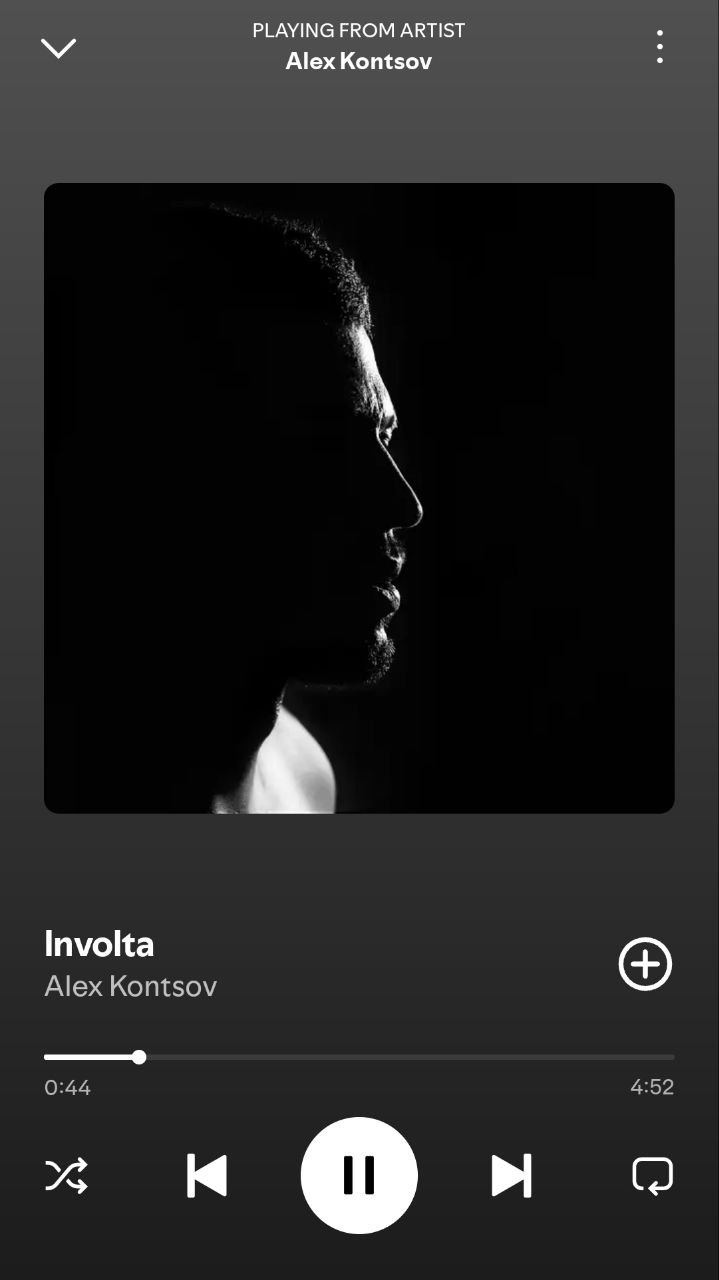 PLAYING FROM ARTIST
Alex Kontsov
Involta
Alex Kontsov
0:44
4:52